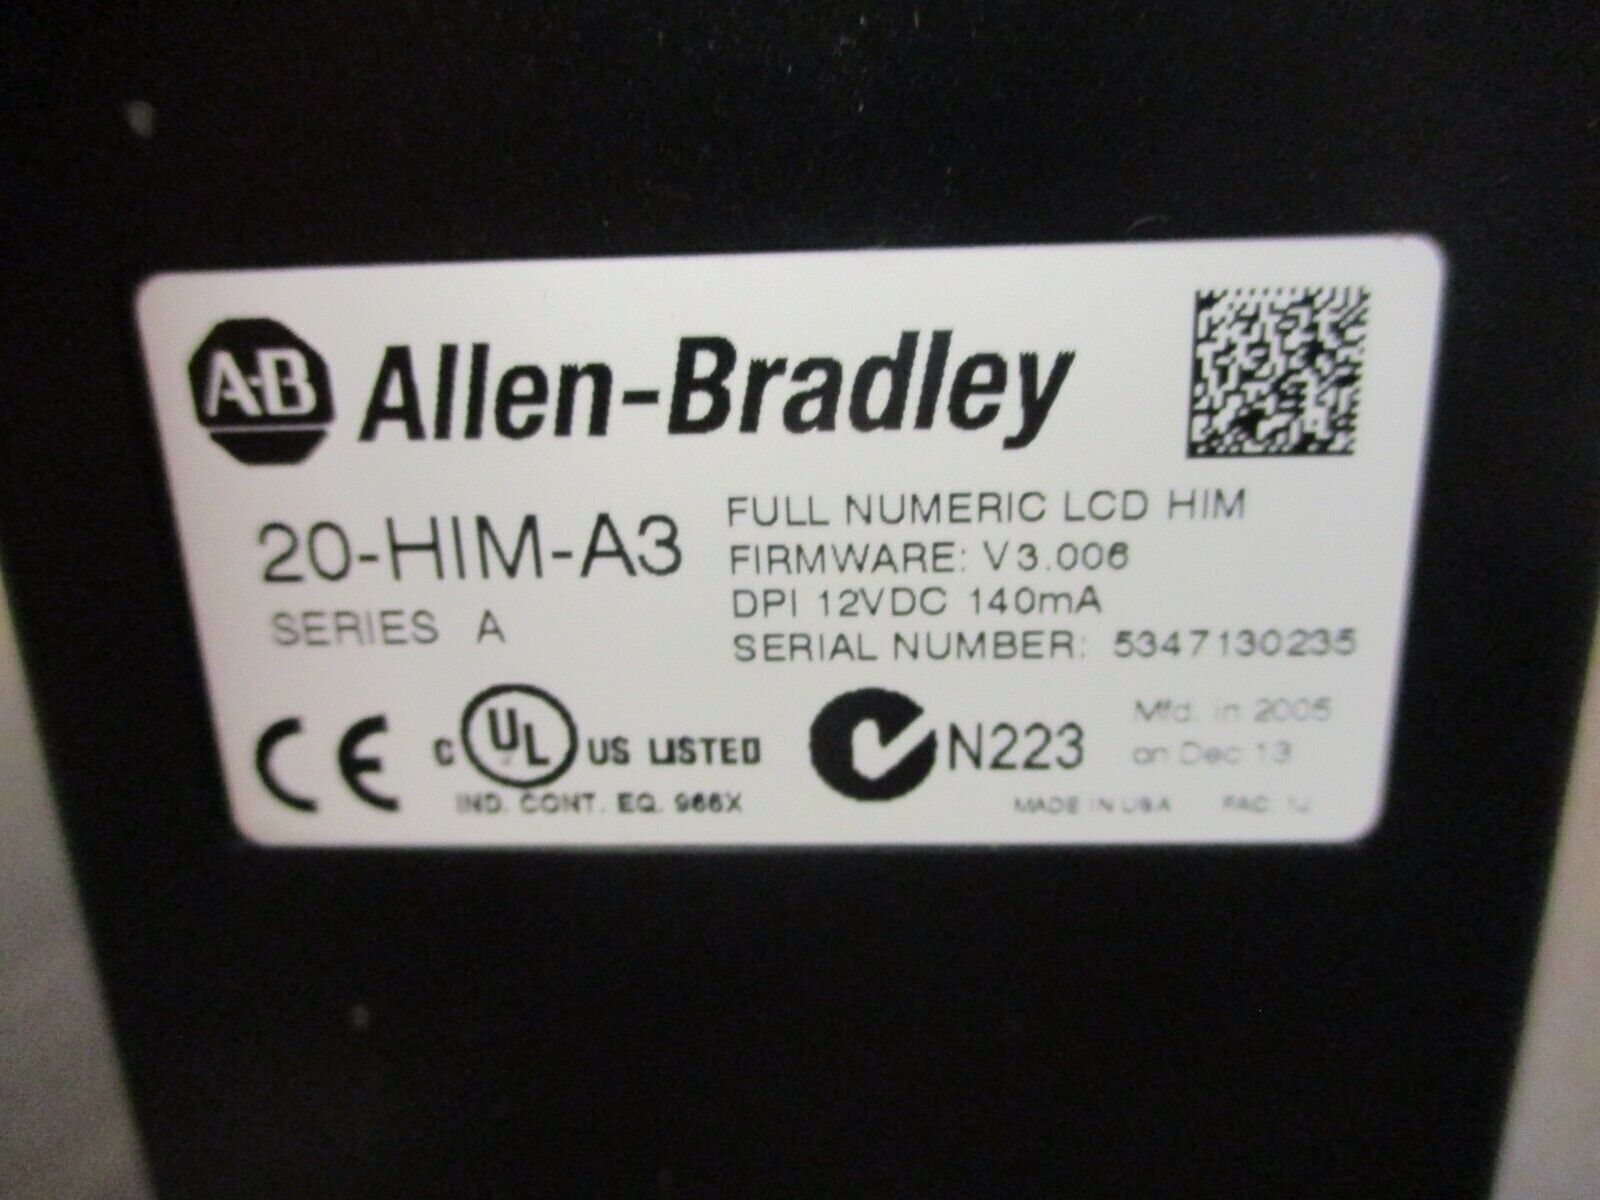 A-B Allen-Bradley
20-HIM-A3
SERIES A
FULL NUMERIC LCD HIM
FIRMWARE: V3.006
DPI 12VDC 140mA
SERIAL NUMBER: 5347130235
CE
C UL US LISTED
IND. CONT. EQ. 966X
N223
Mfd. in 2005
on Dec 13
MADE IN USA FAC